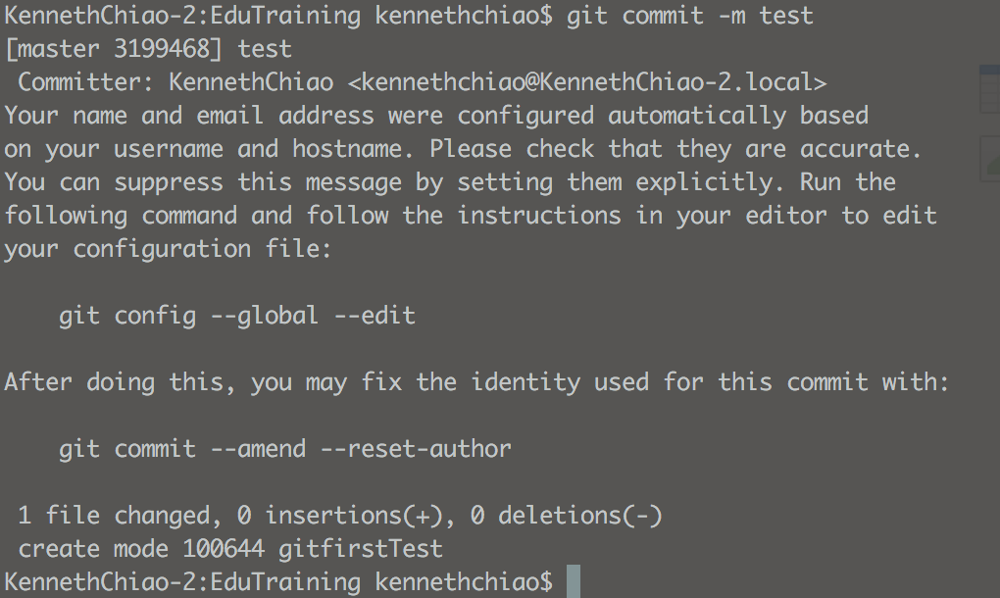 KennethChiao-2:EduTraining kennethchiao$ git commit -m test
[master 3199468] test
 Committer: KennethChiao <kennethchiao@KennethChiao-2.local>
Your name and email address were configured automatically based
on your username and hostname. Please check that they are accurate.
You can suppress this message by setting them explicitly. Run the
following command and follow the instructions in your editor to edit
your configuration file:

    git config --global --edit

After doing this, you may fix the identity used for this commit with:

    git commit --amend --reset-author

 1 file changed, 0 insertions(+), 0 deletions(-)
 create mode 100644 gitfirstTest
KennethChiao-2:EduTraining kennethchiao$